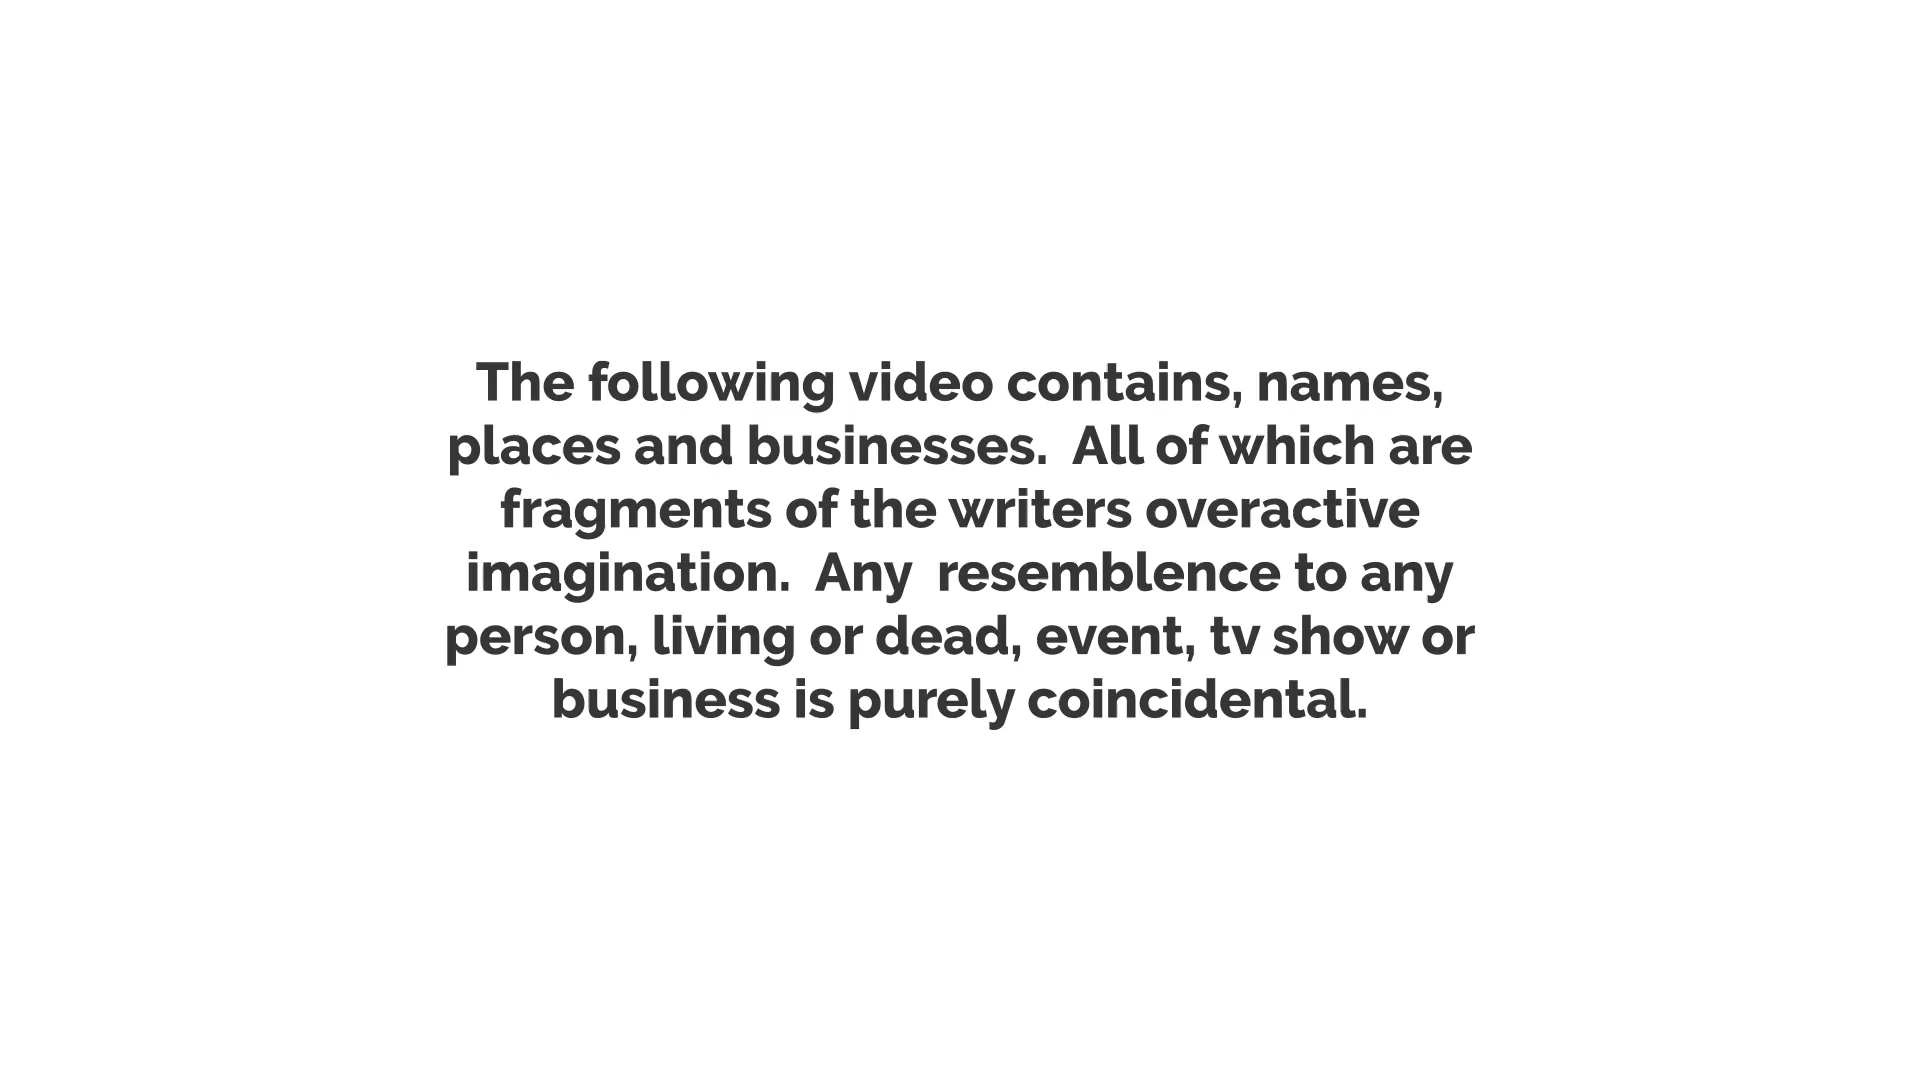 The following video contains, names,
places and businesses.  All of which are
fragments of the writers overactive
imagination.  Any  resemblence to any
person, living or dead, event, tv show or
business is purely coincidental.